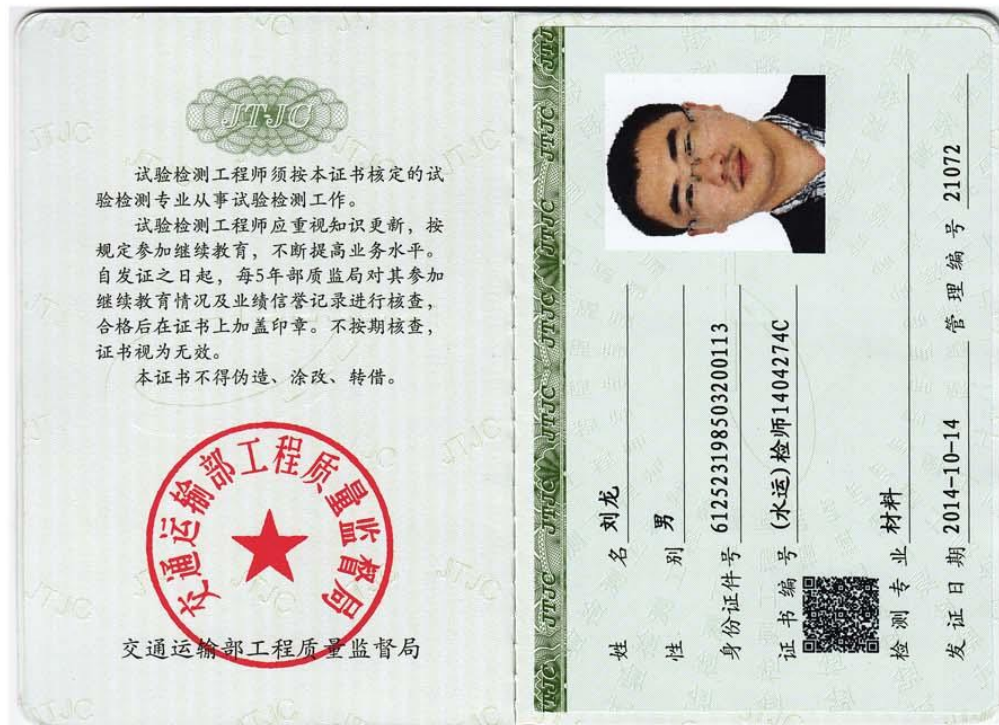 JTJC
试验检测工程师须按本证书核定的试
验检测专业从事试验检测工作。
试验检测工程师应重视知识更新，按
规定参加继续教育，不断提高业务水平。
自发证之日起，每5年部质监局对其参加
继续教育情况及业绩信誉记录进行核查，
合格后在证书上加盖印章。不按期核查，
证书视为无效。
本证书不得伪造、涂改、转借。
交通运输部工程质量监督局
交通运输部工程质量监督局
JTJC JTJC JTJC JTJC JTJC JTJC JTJC
姓 名 刘龙
性 别 男
身份证件号 612523198503200113
证书编号 (水运)检师1404274C
检测专业 材料
发证日期 2014-10-14 管理编号 21072